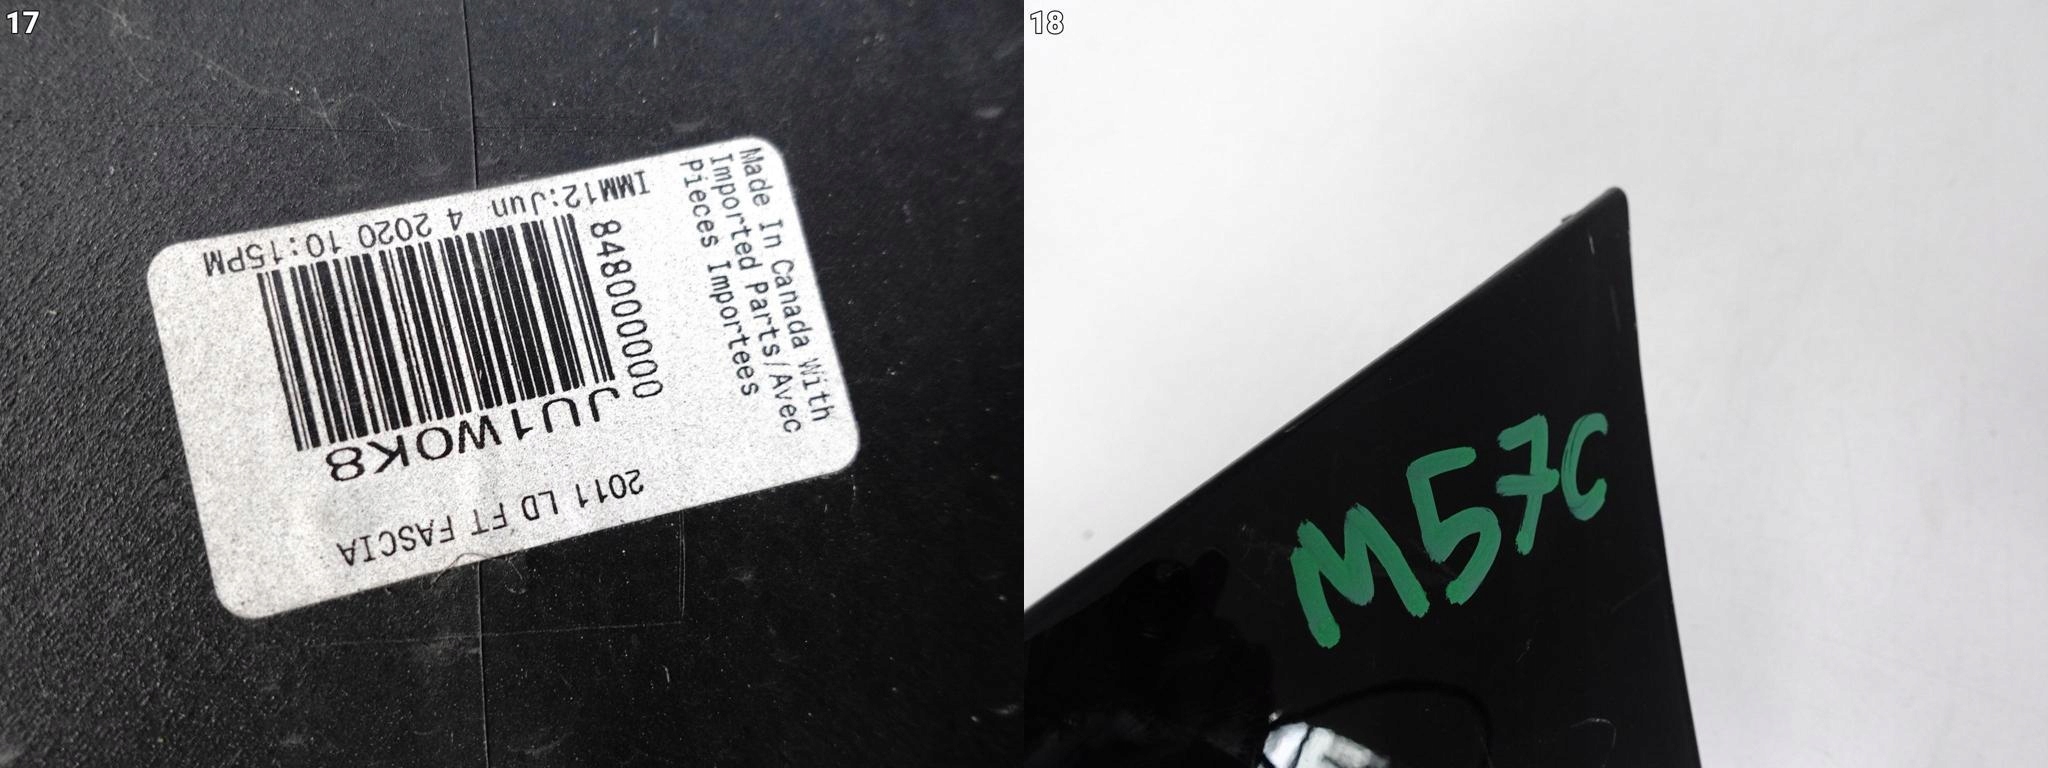 17
2011 LD FT FASCIA
JU1WOK8
8480000000
IMM12:Jun 4 2020 10:15PM
Made In Canada With
Imported Parts/Avec
Pieces Importees
18
M57C